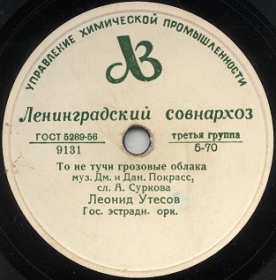 УПРАВЛЕНИЕ ХИМИЧЕСКОЙ ПРОМЫШЛЕННОСТИ
ЛЗ
Ленинградский совнархоз
ГОСТ 5289-56
третья группа
9131
5-70
То не тучи грозовые облака
муз. Дм. и Дан. Покрасс,
сл. А. Суркова
Леонид Утесов
Гос. эстрадн. орк.